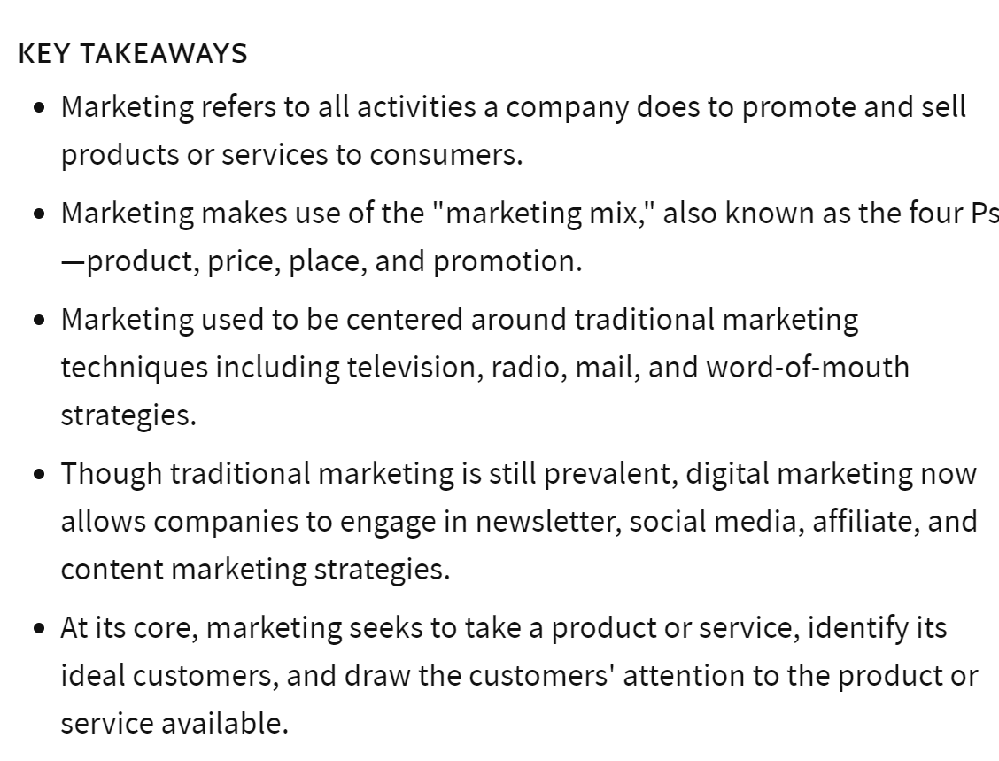 KEY TAKEAWAYS
• Marketing refers to all activities a company does to promote and sell
products or services to consumers.
• Marketing makes use of the "marketing mix," also known as the four Ps
—product, price, place, and promotion.
• Marketing used to be centered around traditional marketing
techniques including television, radio, mail, and word-of-mouth
strategies.
• Though traditional marketing is still prevalent, digital marketing now
allows companies to engage in newsletter, social media, affiliate, and
content marketing strategies.
• At its core, marketing seeks to take a product or service, identify its
ideal customers, and draw the customers' attention to the product or
service available.